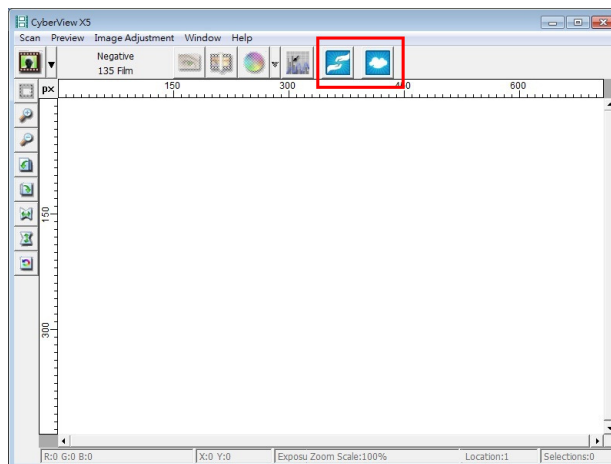 CyberView X5
Scan Preview Image Adjustment Window Help
Negative
135 Film
px 150 300 450 600
150
300
R:0 G:0 B:0 X:0 Y:0 Exposu Zoom Scale:100% Location:1 Selections:0